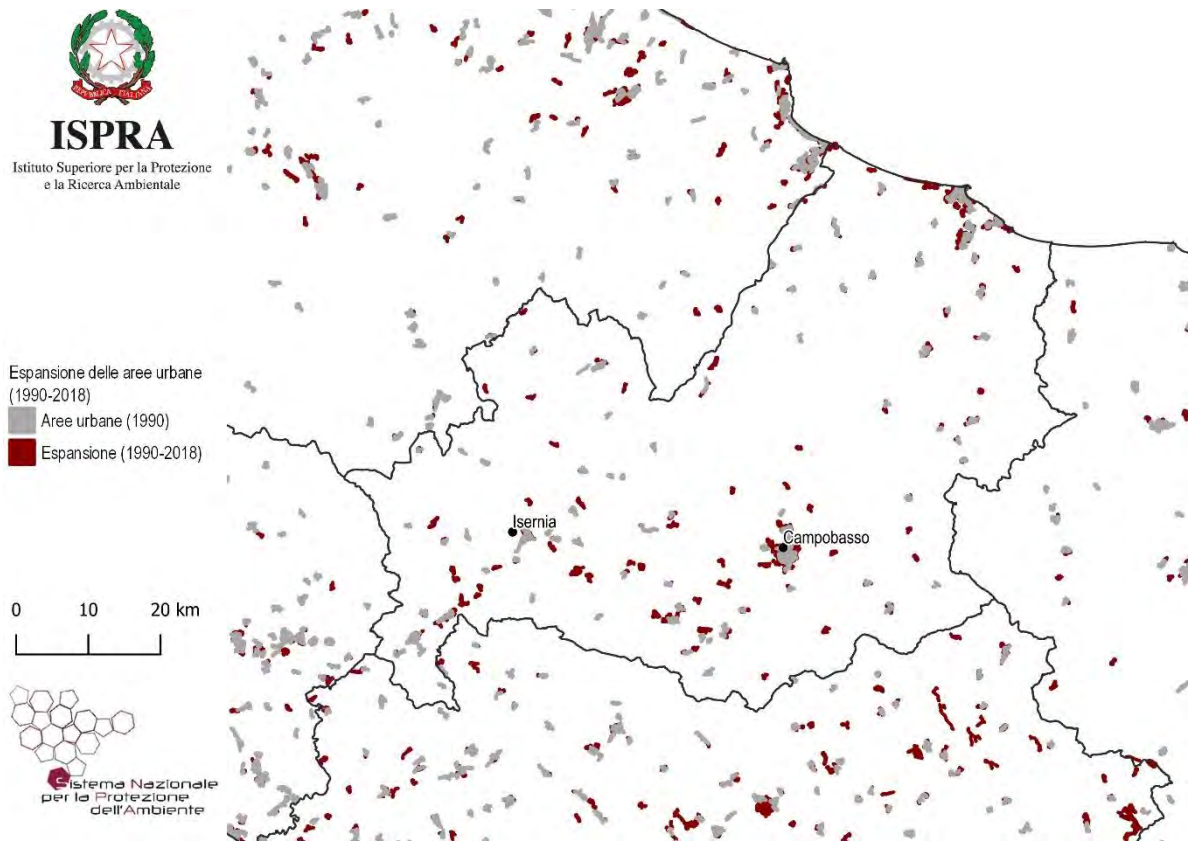 REPVBBLICA ITALIANA
ISPRA
Istituto Superiore per la Protezione
e la Ricerca Ambientale
Espansione delle aree urbane
(1990-2018)
Aree urbane (1990)
Espansione (1990-2018)
Isernia
Campobasso
0 10 20 km
Sistema Nazionale
per la Protezione
dell'Ambiente